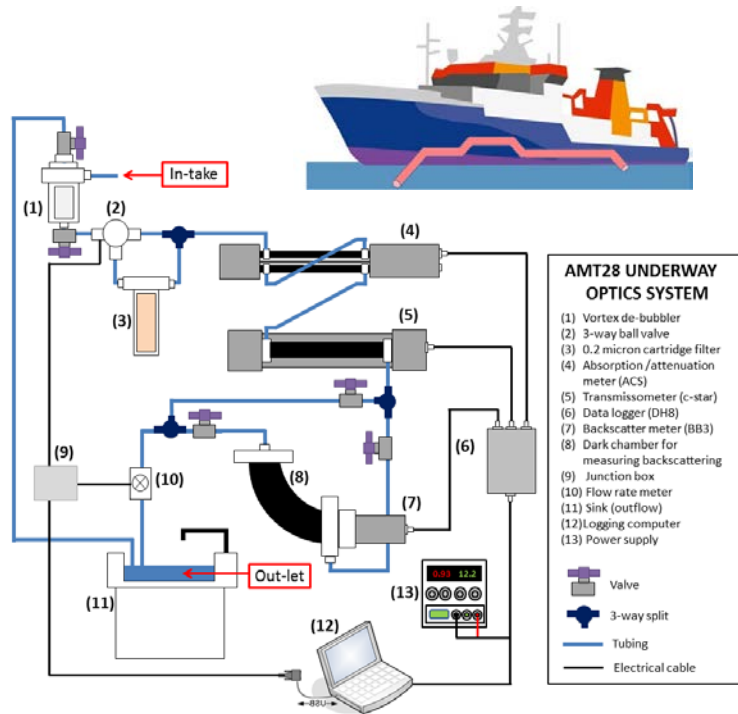 In-take
(1)
(2)
(3)
(4)
(5)
(6)
(7)
(8)
(9)
(10)
Out-let
(11)
(12)
(13)
0.93 12.2
USB
AMT28 UNDERWAY
OPTICS SYSTEM
(1) Vortex de-bubbler
(2) 3-way ball valve
(3) 0.2 micron cartridge filter
(4) Absorption /attenuation
meter (ACS)
(5) Transmissometer (c-star)
(6) Data logger (DH8)
(7) Backscatter meter (BB3)
(8) Dark chamber for
measuring backscattering
(9) Junction box
(10) Flow rate meter
(11) Sink (outflow)
(12) Logging computer
(13) Power supply
Valve
3-way split
Tubing
Electrical cable